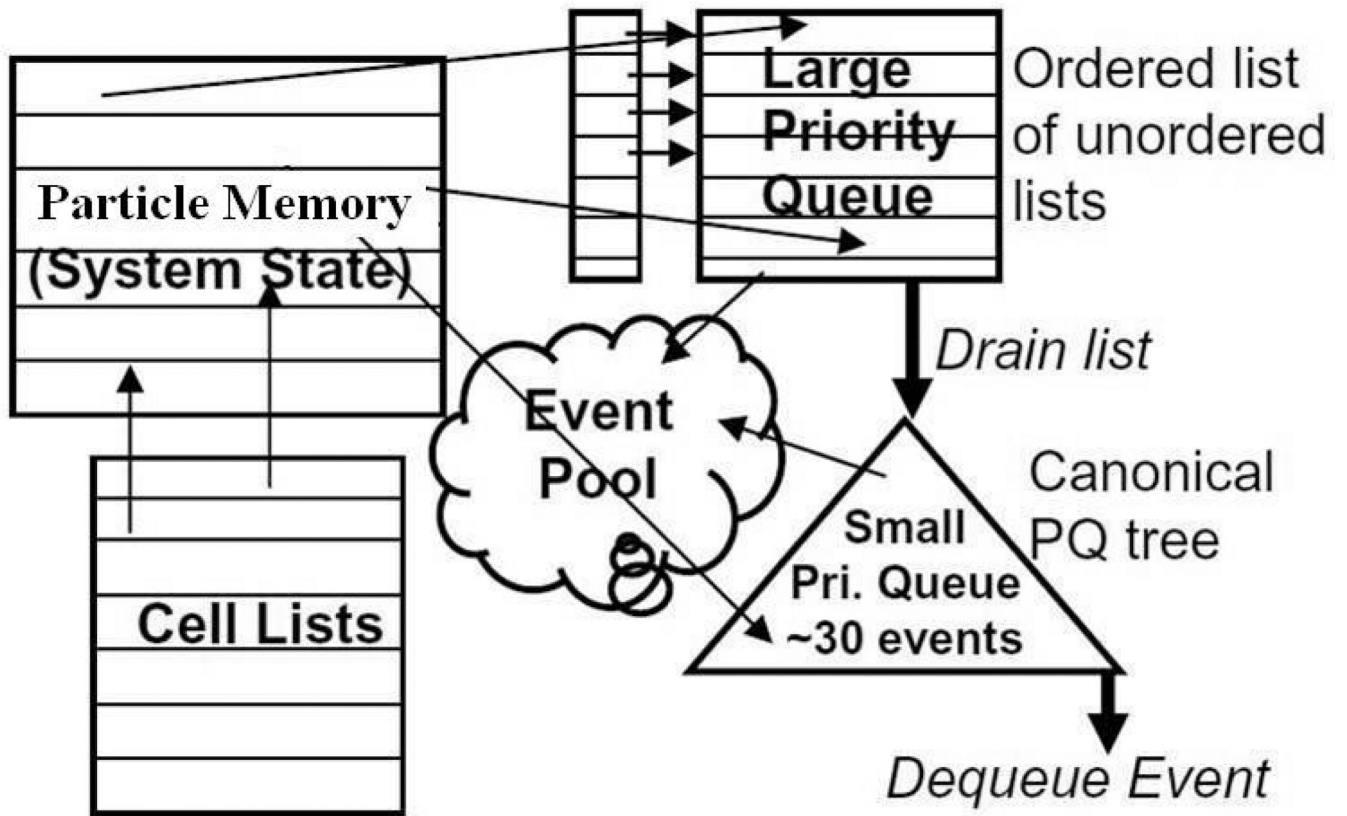 Large
Priority
Queue
Ordered list
of unordered
lists
Particle Memory
(System State)
Drain list
Event
Pool
Canonical
PQ tree
Small
Pri. Queue
~30 events
Cell Lists
Dequeue Event